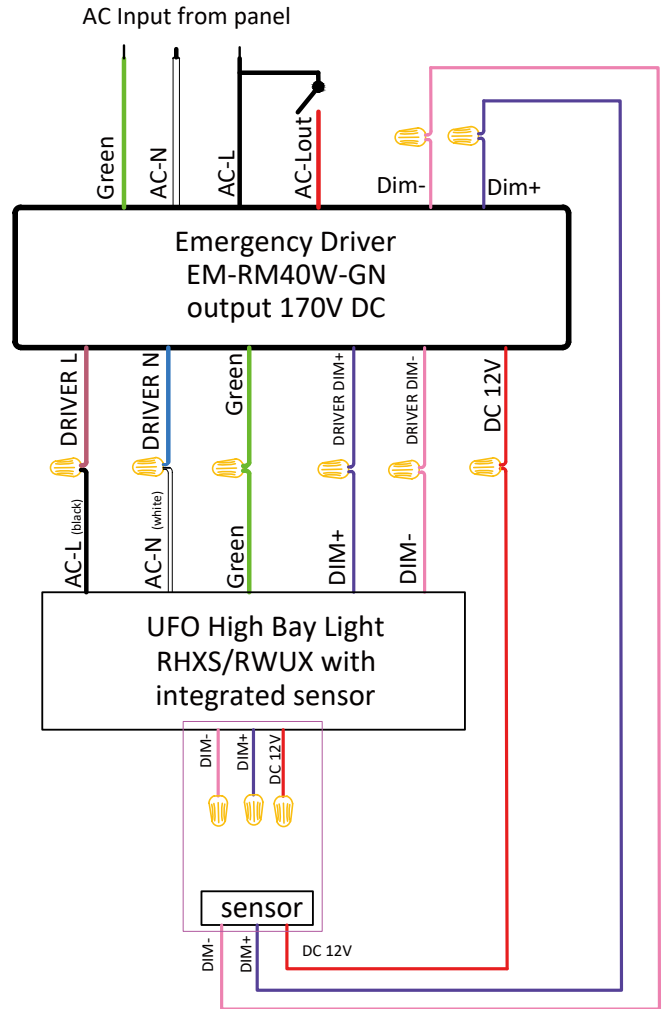 AC Input from panel
Green
AC-N
AC-L
AC-Lout
Dim-
Dim+
Emergency Driver
EM-RM40W-GN
output 170V DC
DRIVER L
DRIVER N
Green
DRIVER DIM+
DRIVER DIM-
DC 12V
AC-L (black)
AC-N (white)
Green
DIM+
DIM-
UFO High Bay Light
RHXS/RWUX with
integrated sensor
DIM-
DIM+
DC 12V
sensor
DIM-
DIM+
DC 12V